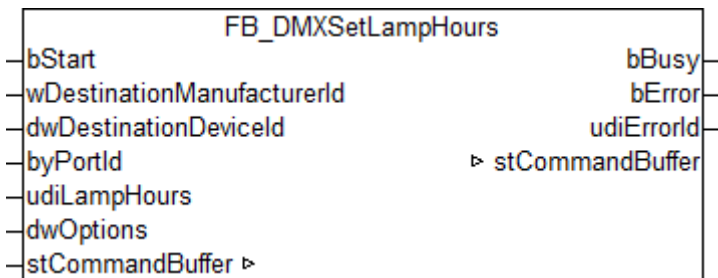 FB_DMXSetLampHours
bStart bBusy
wDestinationManufacturerId bError
dwDestinationDeviceId udiErrorId
byPortId ▹ stCommandBuffer
udiLampHours
dwOptions
stCommandBuffer ▹